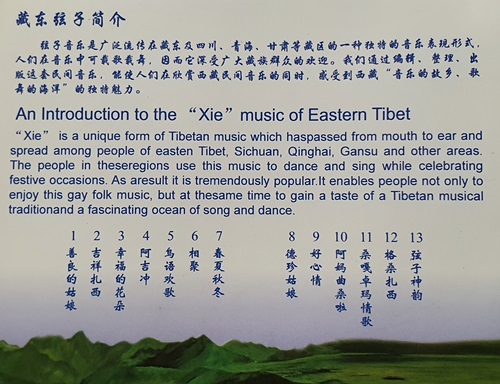 藏东弦子简介
弦子音乐是广泛流传在藏东及四川、青海、甘肃等藏区的一种独特的音乐表现形式,
人们在音乐中可载歌载舞,因而它深受广大藏族群众的欢迎。我们通过编辑、整理、出
版这套民间音乐,能使人们在欣赏西藏民间音乐的同时,感受到西藏“音乐的故乡、歌
舞的海洋”的独特魅力。
An Introduction to the “Xie” music of Eastern Tibet
“Xie” is a unique form of Tibetan music which haspassed from mouth to ear and
spread among people of easten Tibet, Sichuan, Qinghai, Gansu and other areas.
The people in theseregions use this music to dance and sing while celebrating
festive occasions. As aresult it is tremendously popular.It enables people not only to
enjoy this gay folk music, but at thesame time to gain a taste of a Tibetan musical
traditionand a fascinating ocean of song and dance.
1 善良的姑娘
2 吉祥扎西
3 幸福的花朵
4 阿吉冲
5 鸟语欢歌
6 相聚
7 春夏秋冬
8 德珍姑娘
9 好心情
10 阿妈曲桑啦
11 桑嘎卓玛情歌
12 格桑扎西
13 弦子神韵